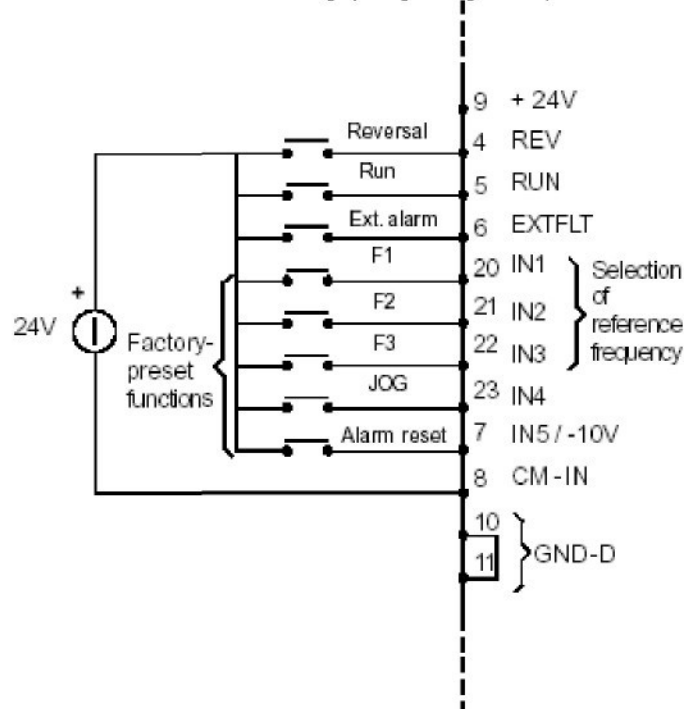 9 + 24V
Reversal 4 REV
Run 5 RUN
Ext. alarm 6 EXTFLT
F1 20 IN1
F2 21 IN2
F3 22 IN3
JOG 23 IN4
Alarm reset 7 IN5 / -10V
8 CM-IN
10
11
GND-D
Selection
of
reference
frequency
+
24V
Factory-
preset
functions